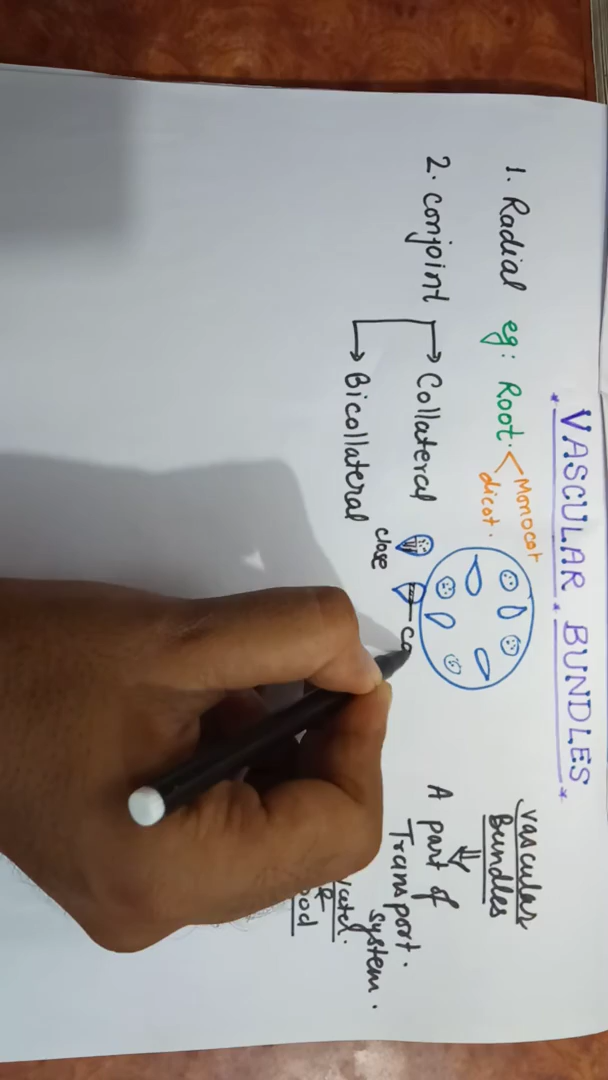 VASCULAR BUNDLES
1. Radial eg: Root. Monocot
dicot.
2. Conjoint
Collateral
close
Ca
Bicollateral
Vascular
Bundles
A part of
Transport.
system.